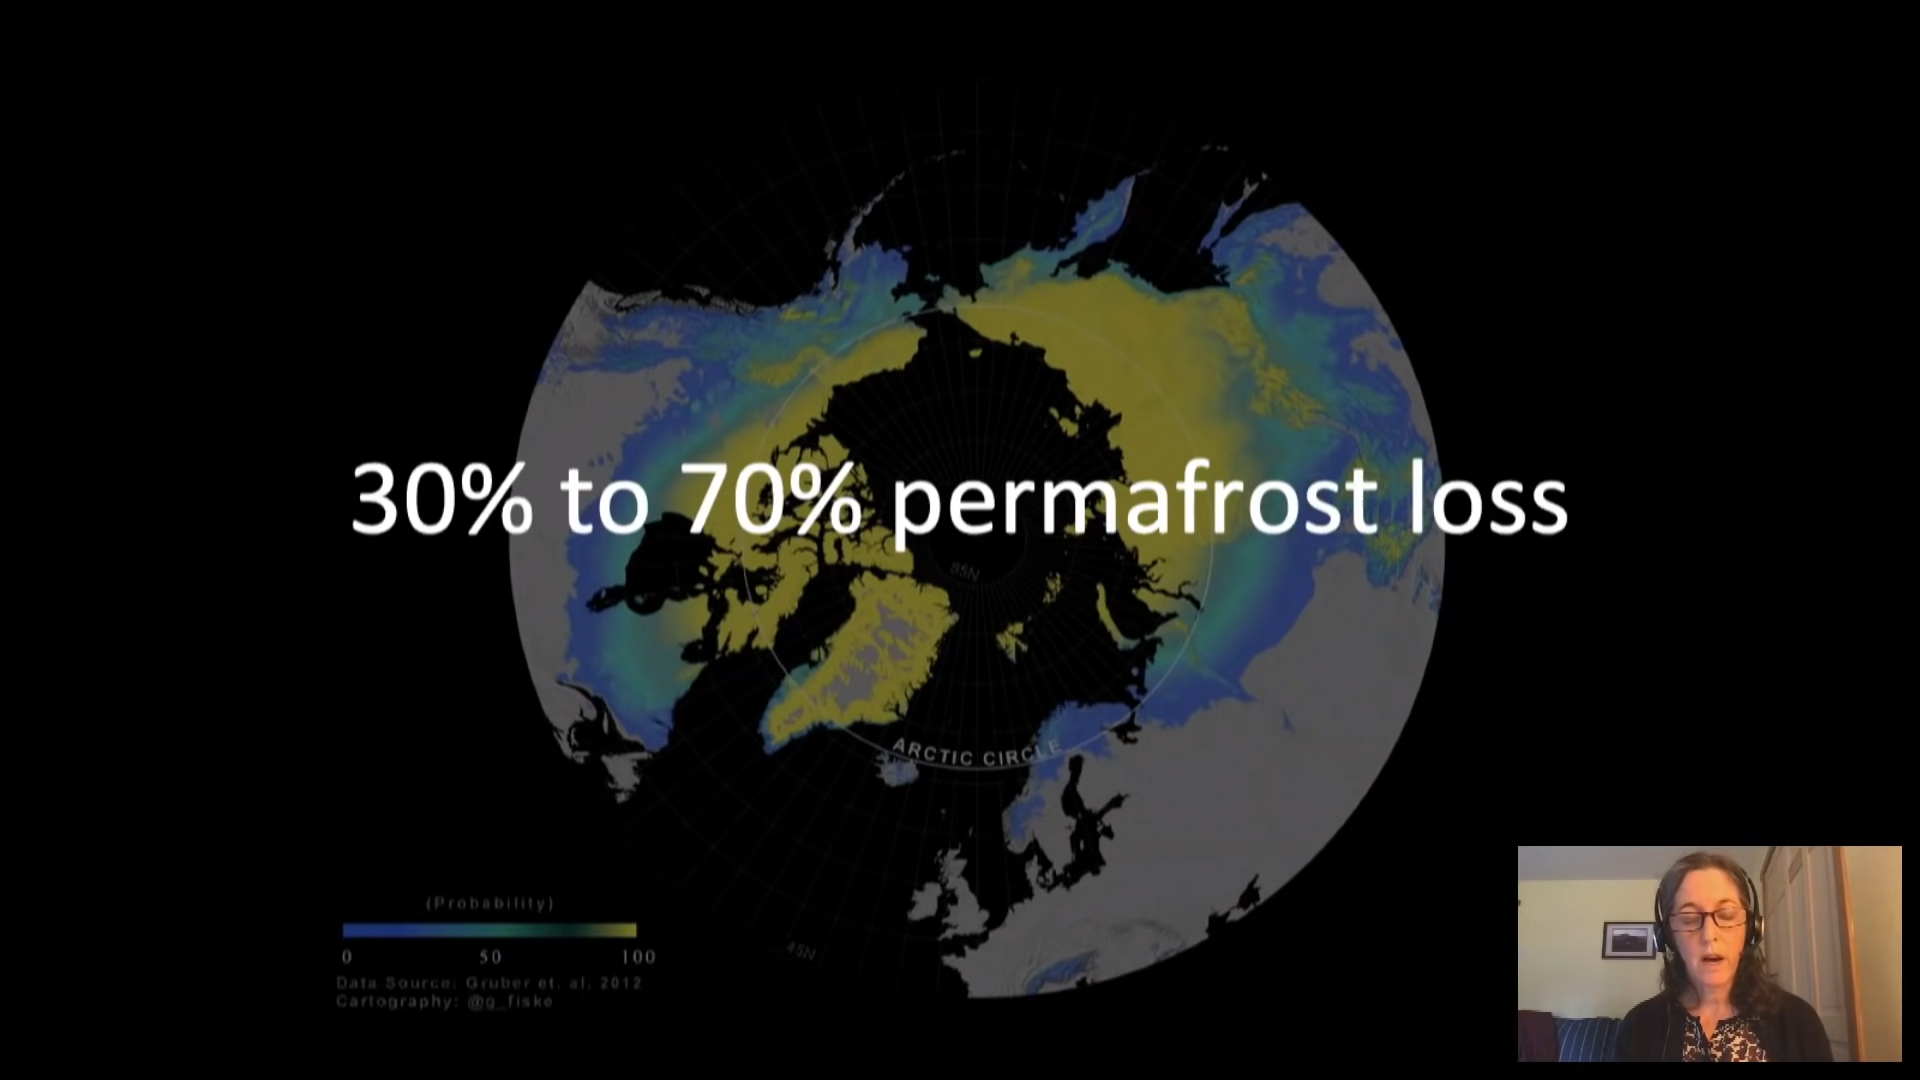 30% to 70% permafrost loss
85N
ARCTIC CIRCLE
(Probability)
0 50 100
45N
Data Source: Gruber et. al. 2012
Cartography: @g_fiske